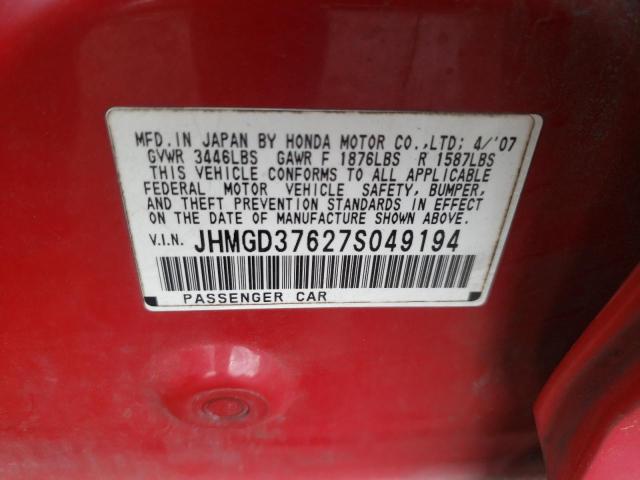 MFD. IN JAPAN BY HONDA MOTOR CO.,LTD; 4/'07
GVWR 3446LBS GAWR F 1876LBS R 1587LBS
THIS VEHICLE CONFORMS TO ALL APPLICABLE
FEDERAL MOTOR VEHICLE SAFETY, BUMPER,
AND THEFT PREVENTION STANDARDS IN EFFECT
ON THE DATE OF MANUFACTURE SHOWN ABOVE.
V.I.N. JHMGD37627S049194
PASSENGER CAR